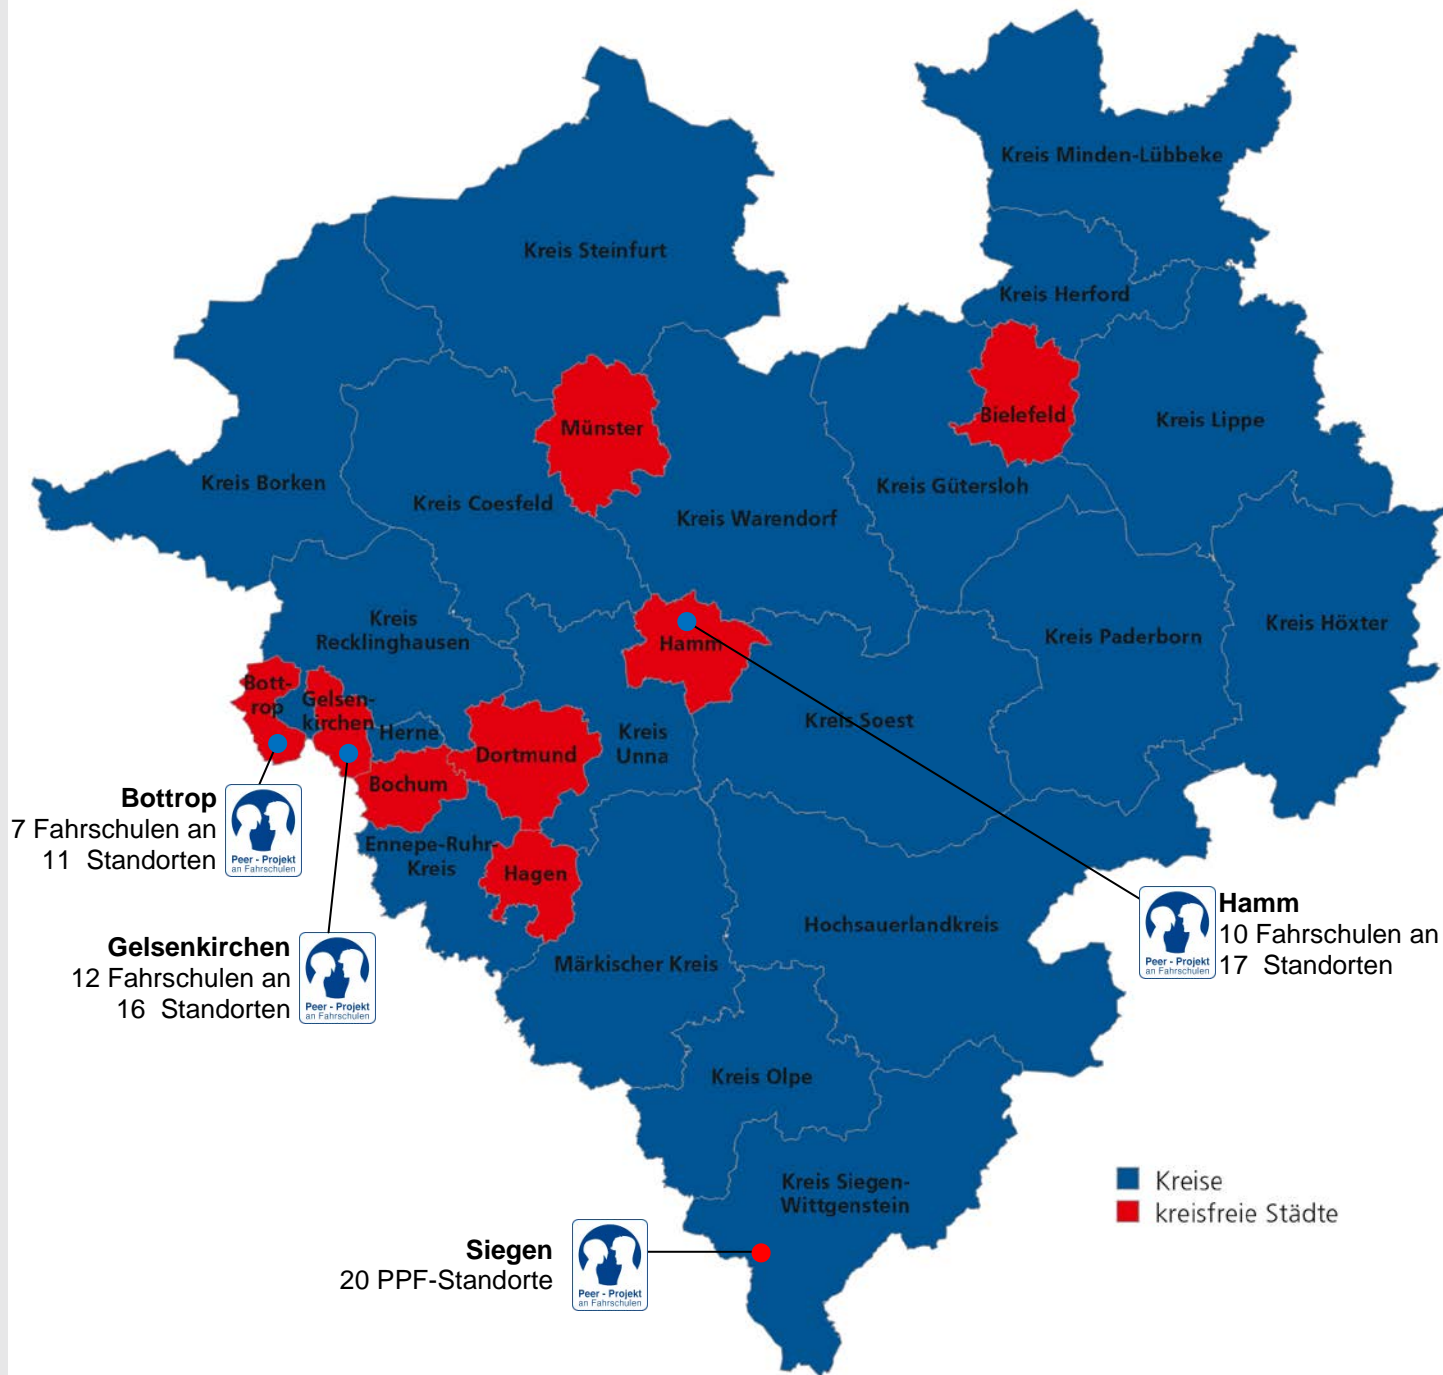 Kreis Minden-Lübbeke
Kreis Steinfurt
Kreis Herford
Bielefeld
Kreis Lippe
Münster
Kreis Borken
Kreis Coesfeld
Kreis Gütersloh
Kreis Warendorf
Kreis
Recklinghausen
Hamm
Kreis Paderborn
Kreis Höxter
Bott-
rop
Gelsen-
kirchen
Herne
Dortmund
Kreis
Unna
Kreis Soest
Bochum
Bottrop
7 Fahrschulen an
11 Standorten
Peer - Projekt
an Fahrschulen
Ennepe-Ruhr-
Kreis
Hagen
Hochsauerlandkreis
Hamm
10 Fahrschulen an
17 Standorten
Peer - Projekt
an Fahrschulen
Gelsenkirchen
12 Fahrschulen an
16 Standorten
Peer - Projekt
an Fahrschulen
Märkischer Kreis
Kreis Olpe
Kreis Siegen-
Wittgenstein
Kreise
kreisfreie Städte
Siegen
20 PPF-Standorte
Peer - Projekt
an Fahrschulen